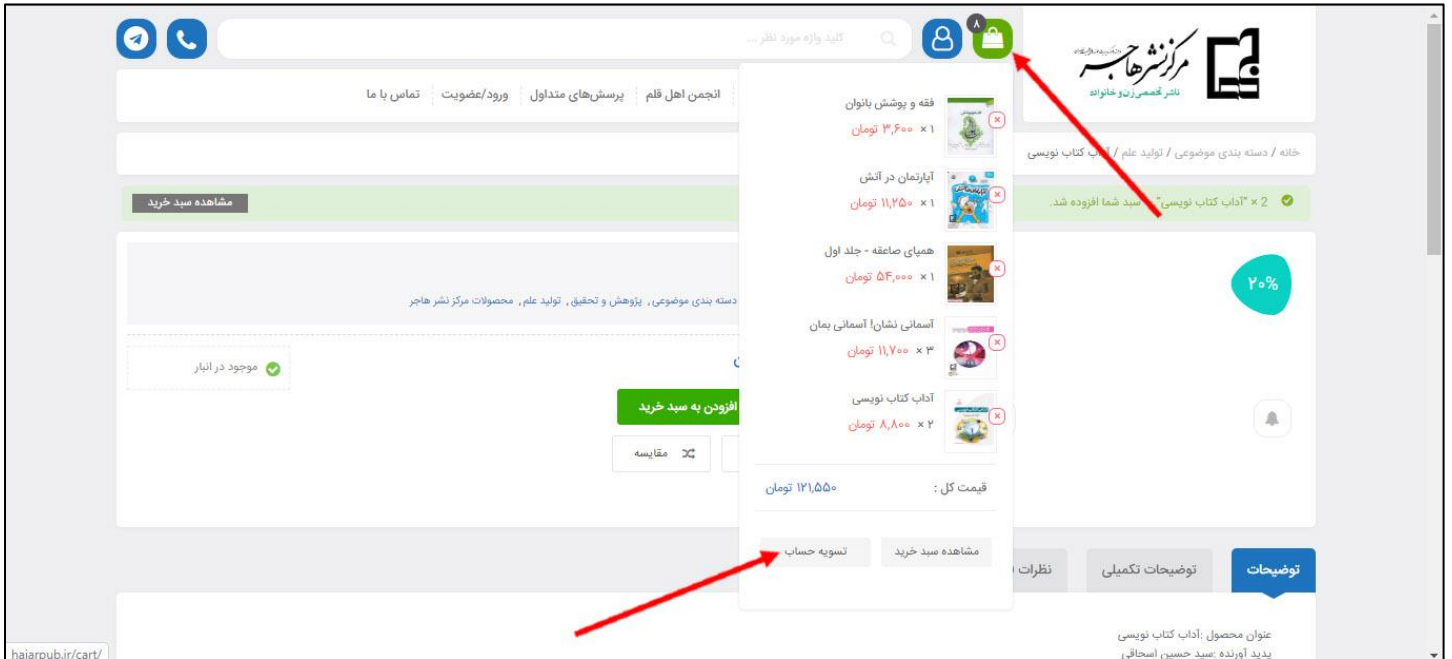 ۸
کلید واژه مورد نظر ...
مرکز نشر هاجر
ناشر تخصصی زن و خانواده
انجمن اهل قلم
پرسش‌های متداول
ورود/عضویت
تماس با ما
خانه / دسته بندی موضوعی / تولید علم / آداب کتاب نویسی
2 × "آداب کتاب نویسی" به سبد شما افزوده شد.
مشاهده سبد خرید
فقه و پوشش بانوان
۱ × ۳,۶۰۰ تومان
آپارتمان در آتش
۱ × ۱۱,۲۵۰ تومان
همپای صاعقه - جلد اول
۱ × ۵۴,۰۰۰ تومان
آسمانی نشان! آسمانی بمان
۳ × ۱۱,۷۰۰ تومان
آداب کتاب نویسی
۲ × ۸,۸۰۰ تومان
قیمت کل : ۱۲۱,۵۵۰ تومان
مشاهده سبد خرید
تسویه حساب
۲۰%
دسته بندی موضوعی , پژوهش و تحقیق , تولید علم , محصولات مرکز نشر هاجر
موجود در انبار
افزودن به سبد خرید
مقایسه
توضیحات
توضیحات تکمیلی
نظرات
عنوان محصول :آداب کتاب نویسی
پدید آورنده :سید حسین اسحاقی
hajarpub.ir/cart/